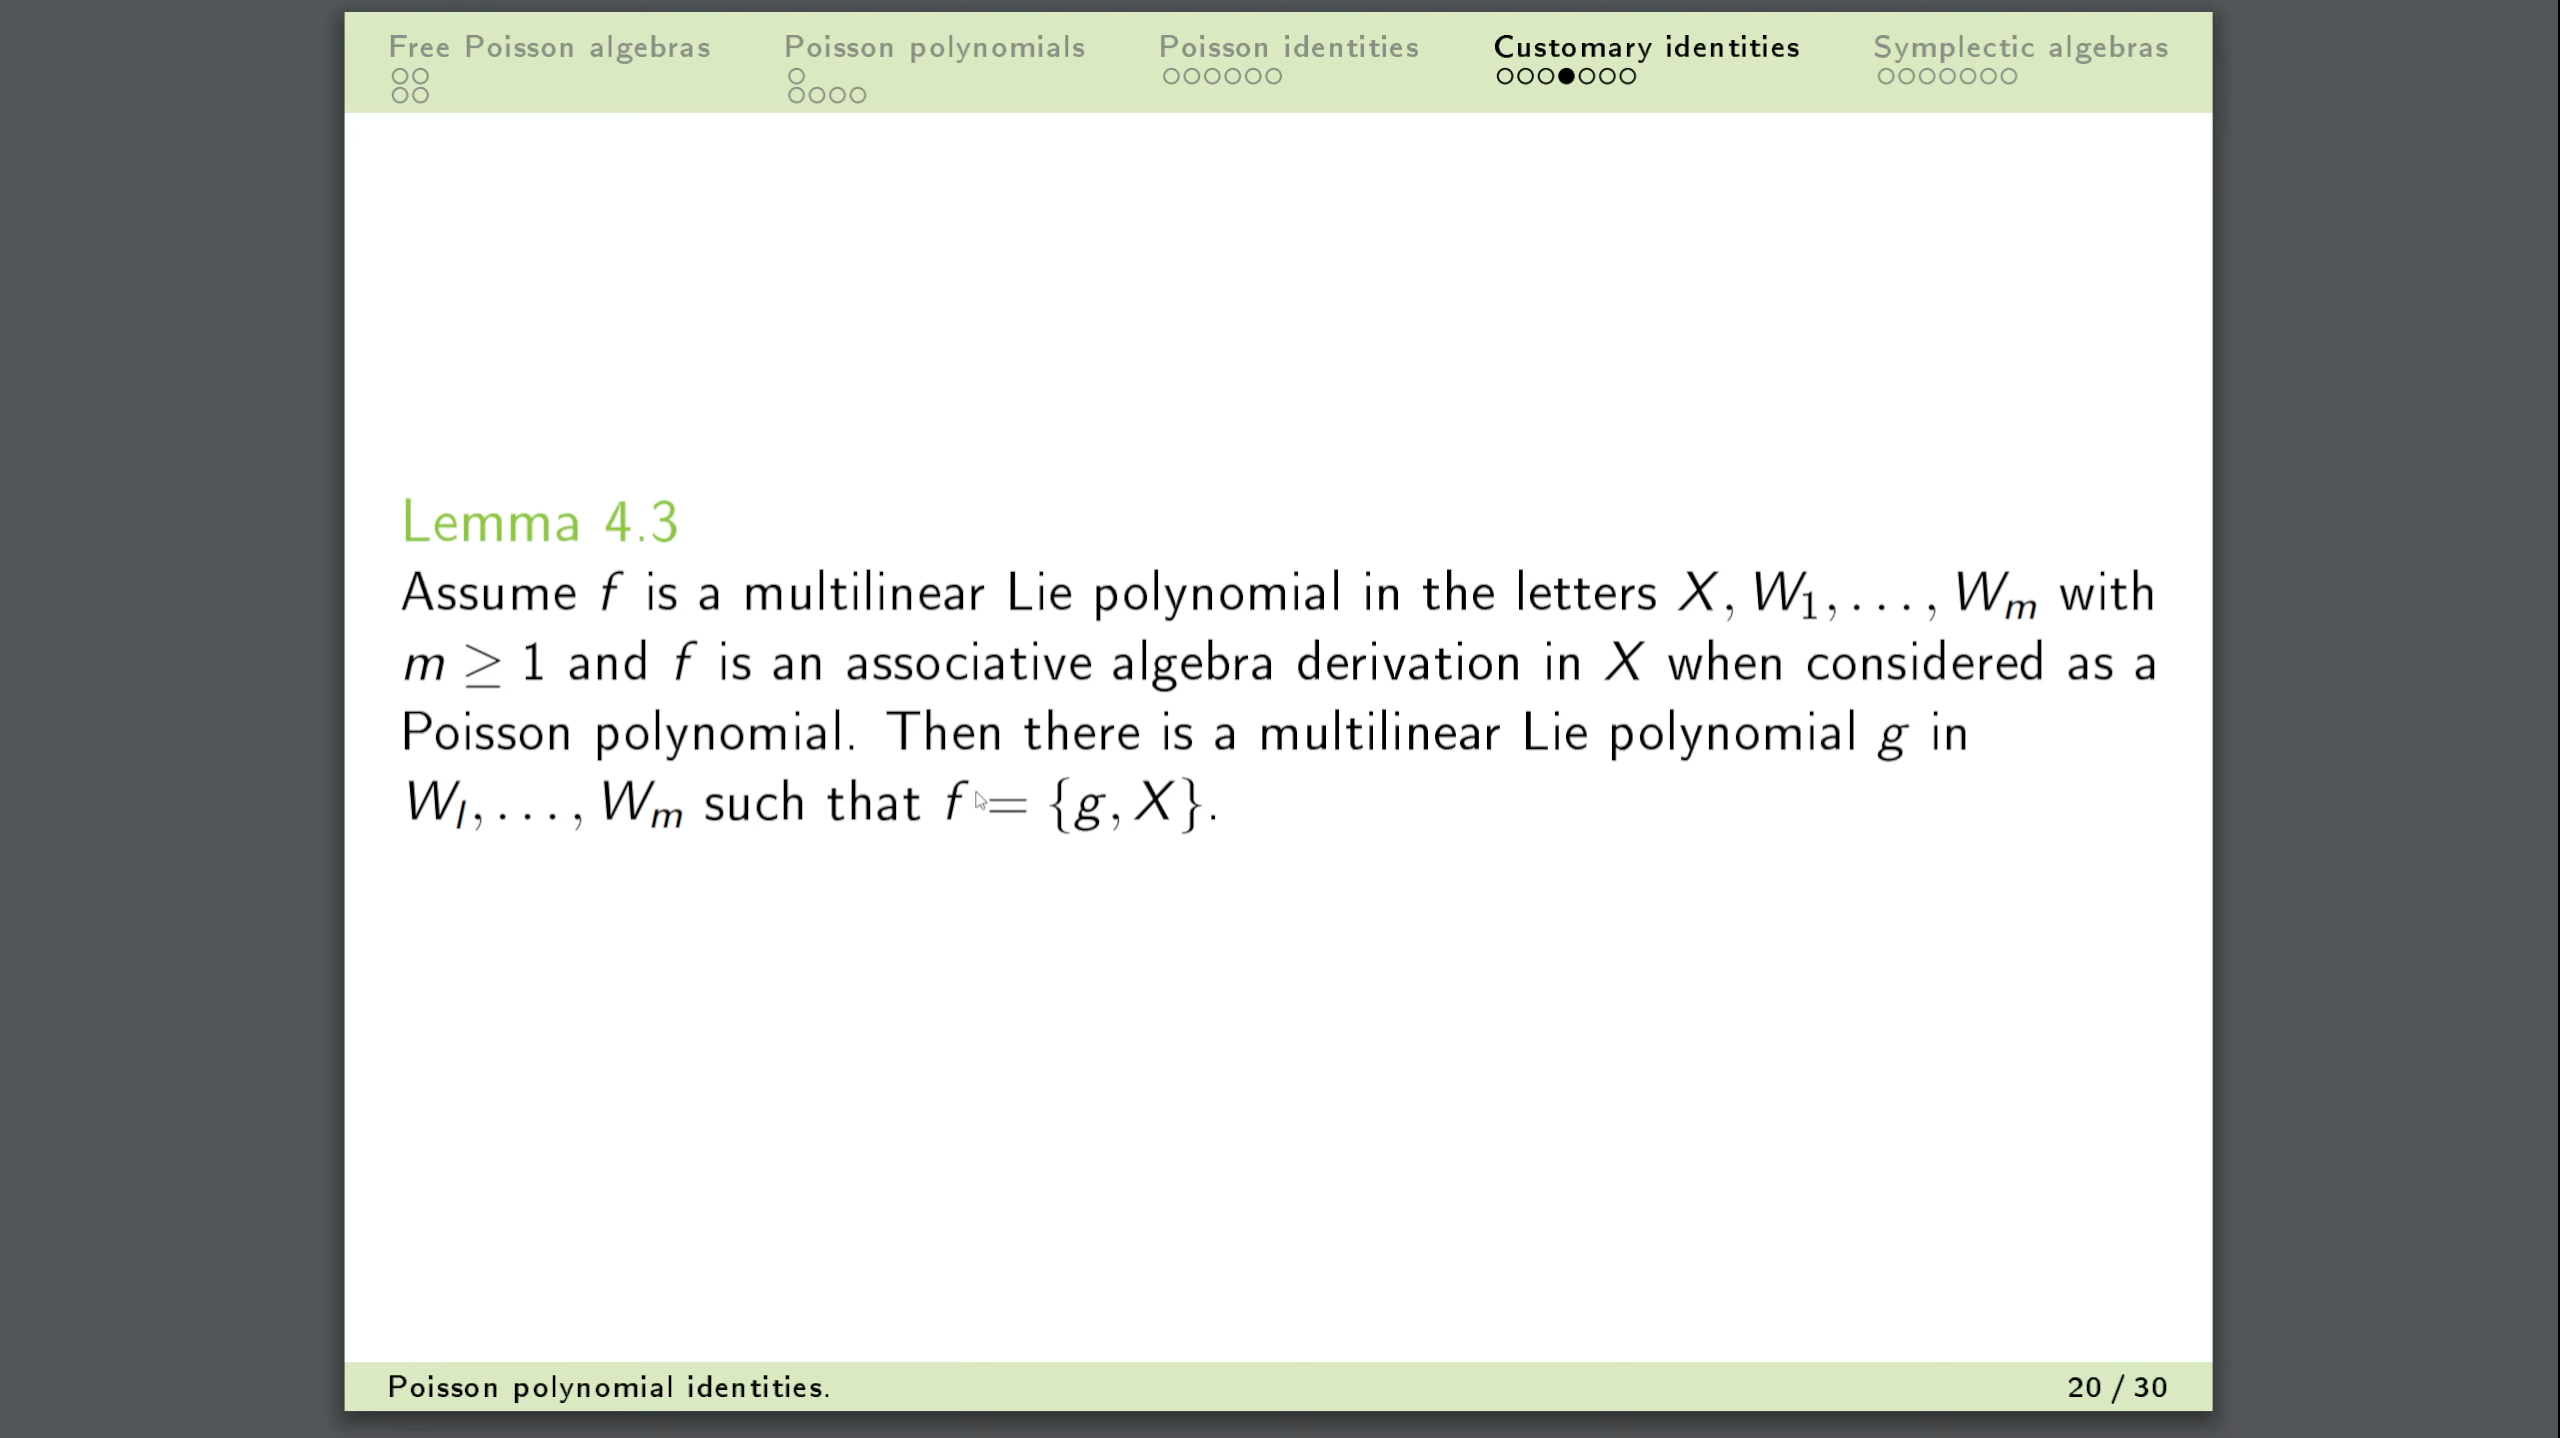 Free Poisson algebras Poisson polynomials Poisson identities Customary identities Symplectic algebras
Lemma 4.3
Assume f is a multilinear Lie polynomial in the letters X, W₁, . . . , Wₘ with
m ≥ 1 and f is an associative algebra derivation in X when considered as a
Poisson polynomial. Then there is a multilinear Lie polynomial g in
W_l, . . . , Wₘ such that f = {g, X}.
Poisson polynomial identities. 20 / 30